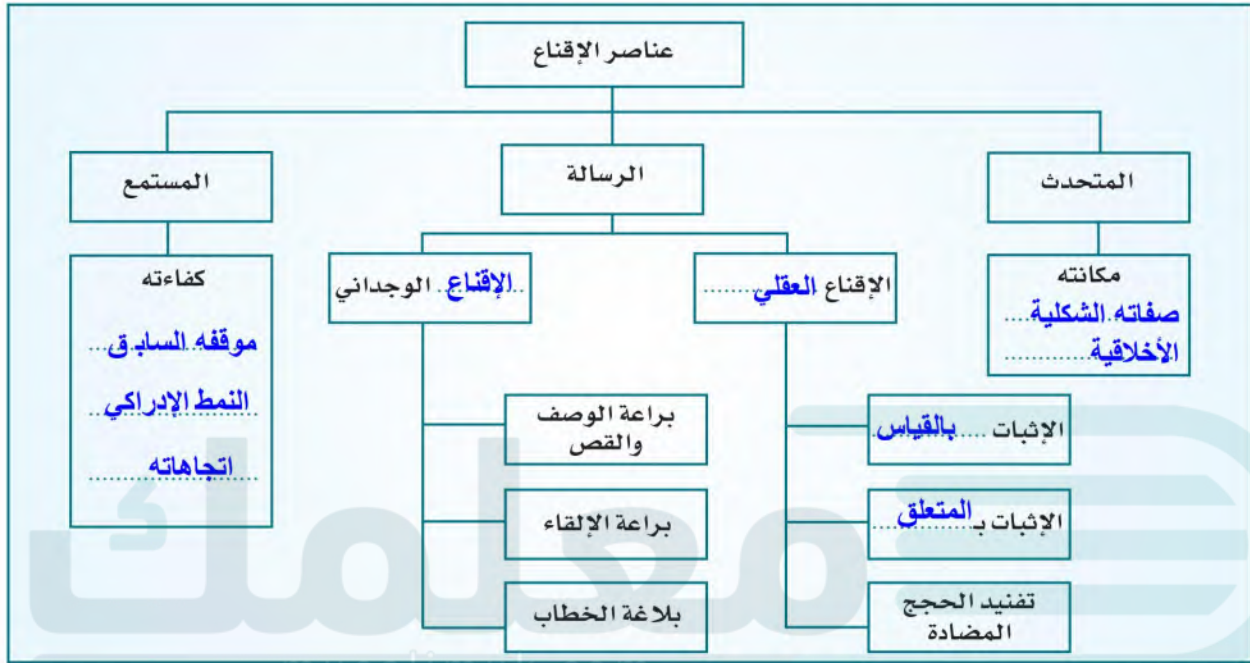 عناصر الإقناع
المتحدث
الرسالة
المستمع
مكانته
صفاته الشكلية
الأخلاقية
الإقناع العقلي
الإقناع الوجداني
كفاءته
موقفه السابق
النمط الإدراكي
اتجاهاته
الإثبات بالقياس
براعة الوصف
والقص
الإثبات بـ المتعلق
براعة الإلقاء
تفنيد الحجج
المضادة
بلاغة الخطاب
معلمك